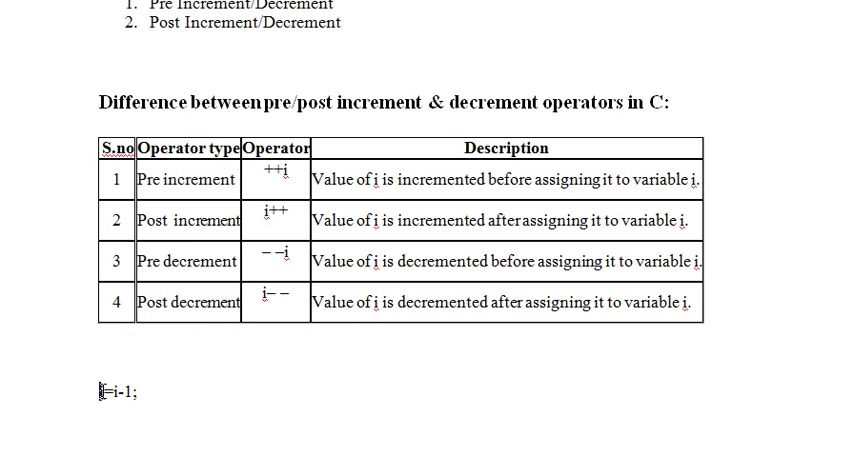 1. Pre Increment/Decrement
2. Post Increment/Decrement
Difference between pre/post increment & decrement operators in C:
S.no Operator type Operator Description
1 Pre increment ++i Value of i is incremented before assigning it to variable i.
2 Post increment i++ Value of i is incremented after assigning it to variable i.
3 Pre decrement – –i Value of i is decremented before assigning it to variable i.
4 Post decrement i– – Value of i is decremented after assigning it to variable i.
i=i-1;